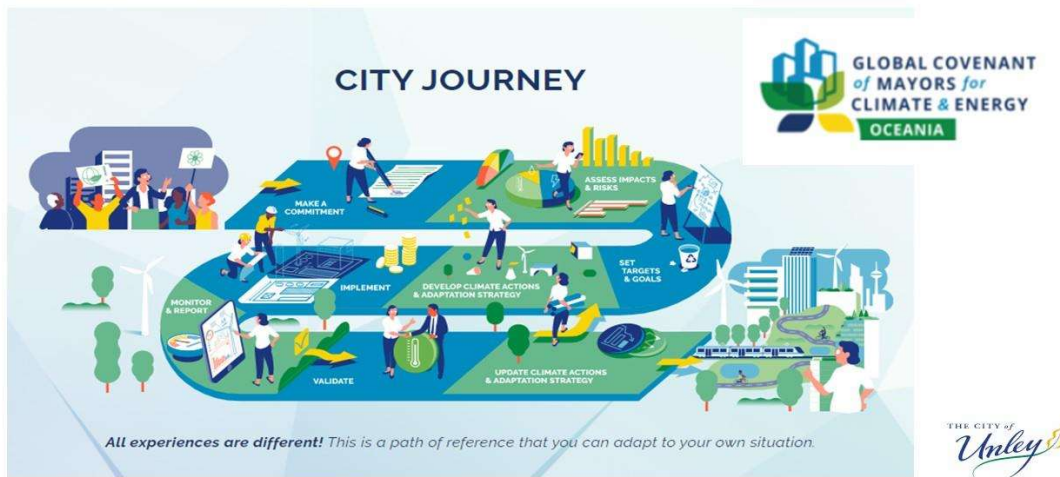 CITY JOURNEY
GLOBAL COVENANT
of MAYORS for
CLIMATE & ENERGY
OCEANIA
MAKE A
COMMITMENT
ASSESS IMPACTS
& RISKS
SET
TARGETS
& GOALS
DEVELOP CLIMATE ACTIONS
& ADAPTATION STRATEGY
IMPLEMENT
MONITOR
& REPORT
VALIDATE
UPDATE CLIMATE ACTIONS
& ADAPTATION STRATEGY
All experiences are different! This is a path of reference that you can adapt to your own situation.
THE CITY of
Unley